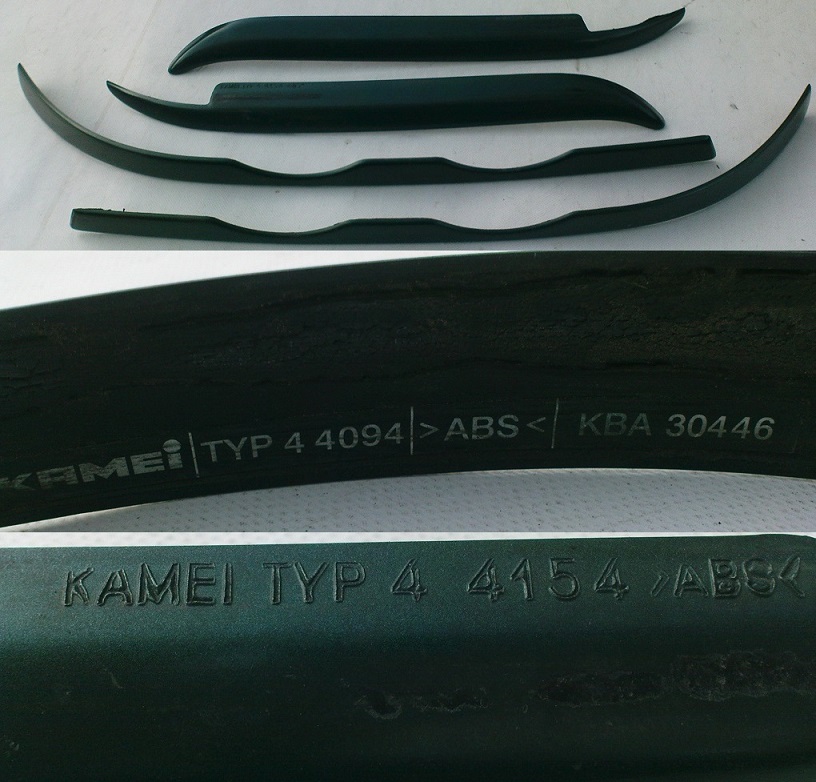 KAMEI TYP 4 4094 >ABS< KBA 30446
KAMEI TYP 4 4154 >ABS<